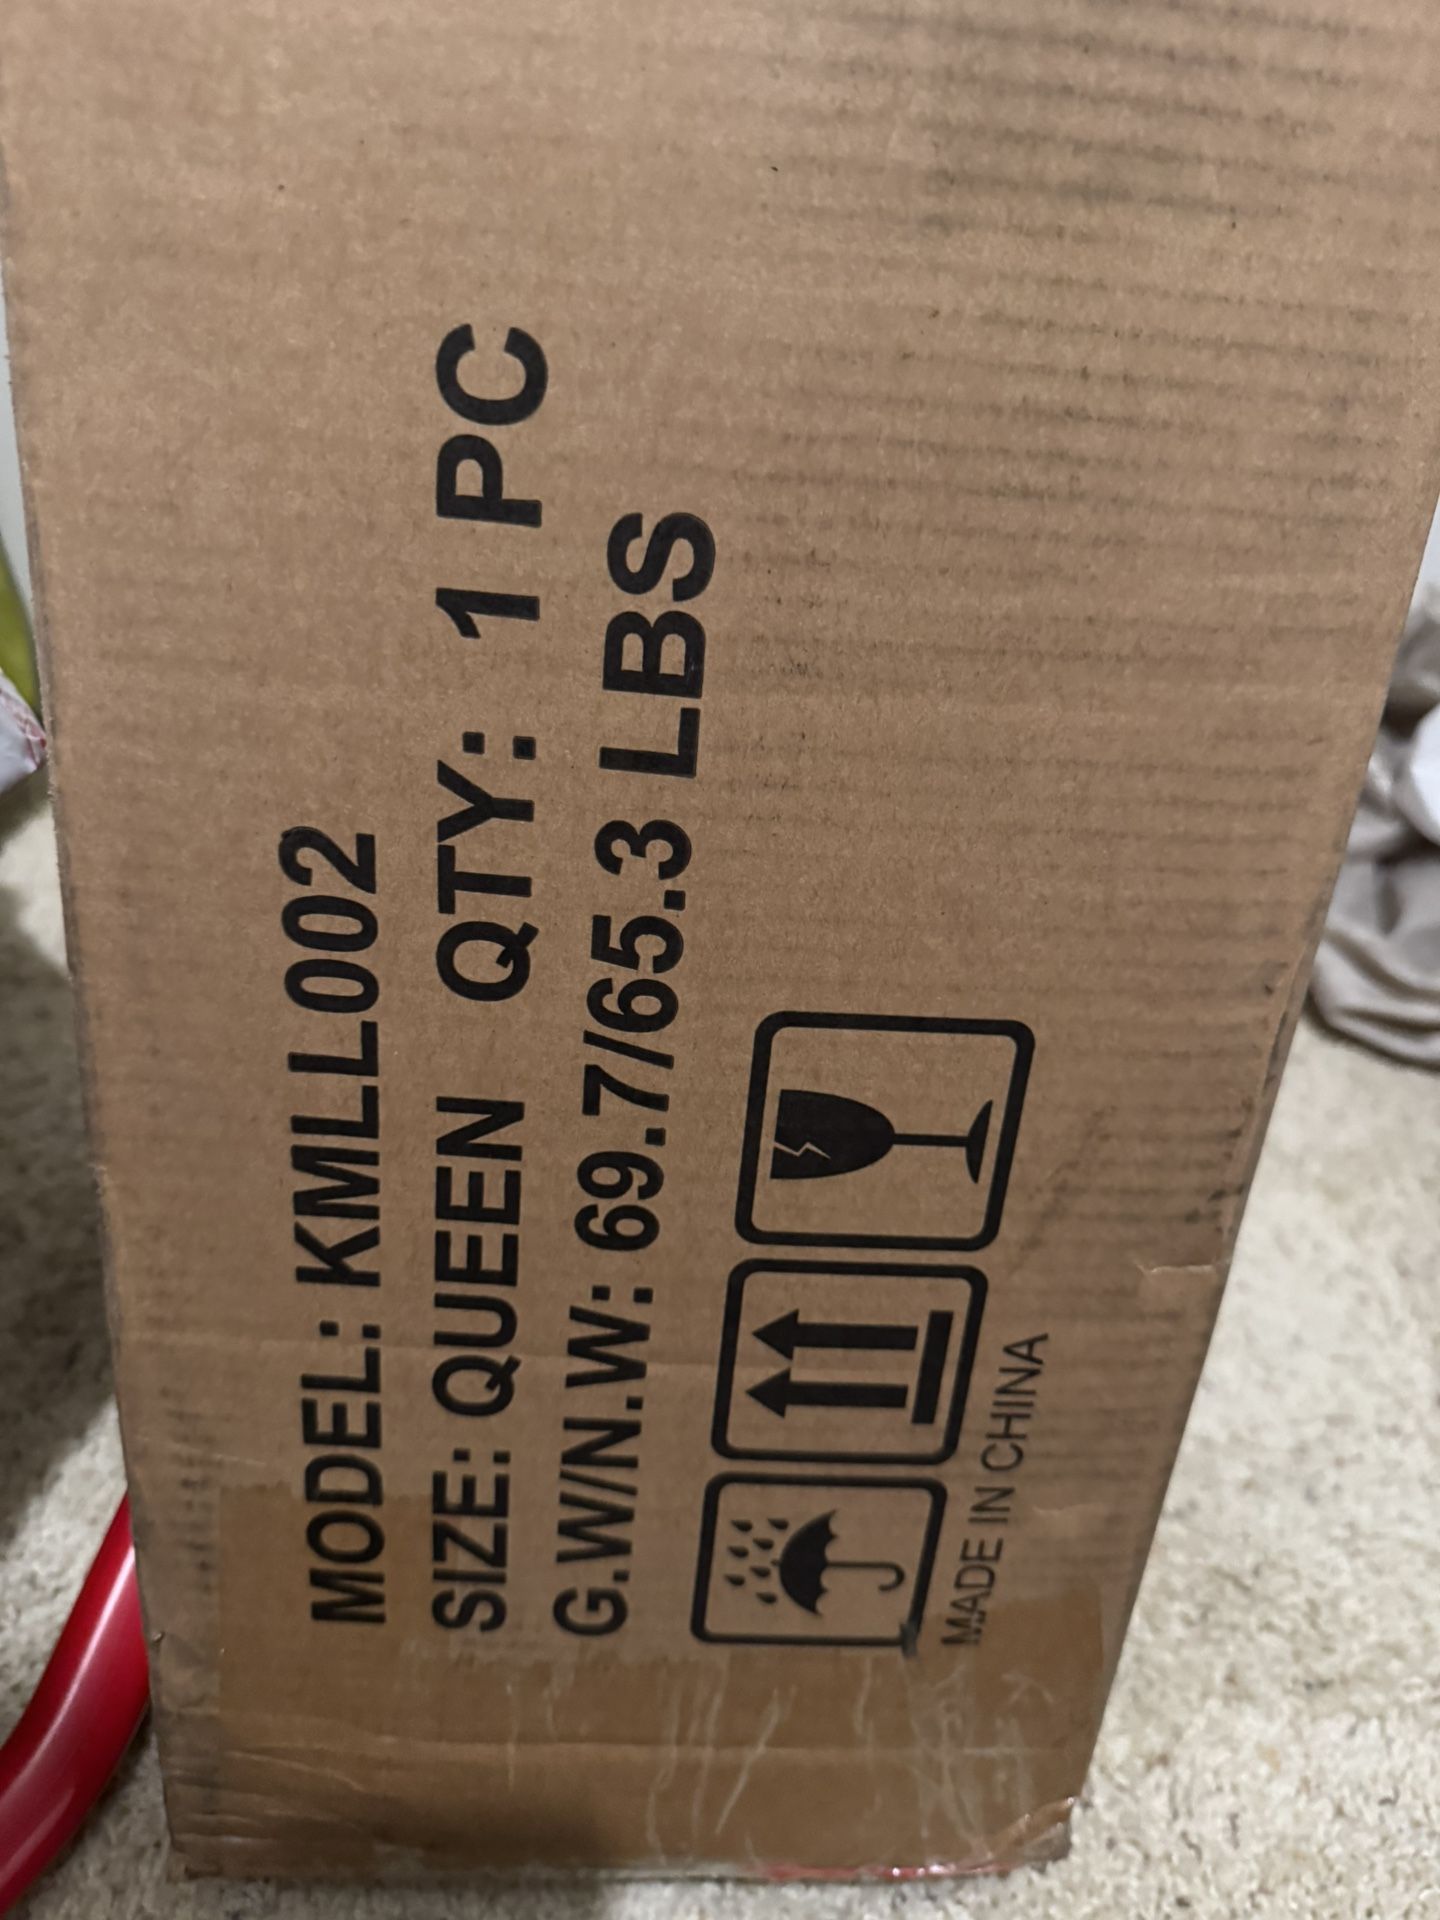 MODEL: KMLL002
SIZE: QUEEN QTY: 1 PC
G.W/N.W: 69.7/65.3 LBS
MADE IN CHINA